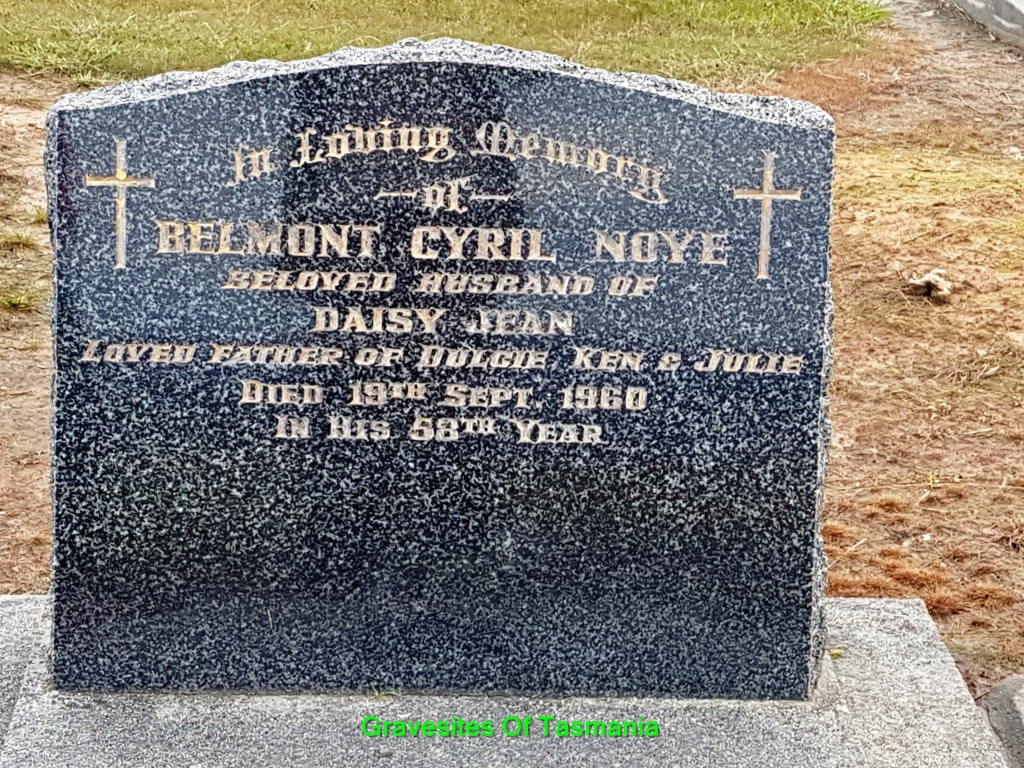 In Loving Memory
— of —
BELMONT CYRIL NOYE
BELOVED HUSBAND OF
DAISY JEAN
LOVED FATHER OF DULCIE, KEN & JULIE
DIED 19TH SEPT. 1960
IN HIS 58TH YEAR
Gravesites Of Tasmania